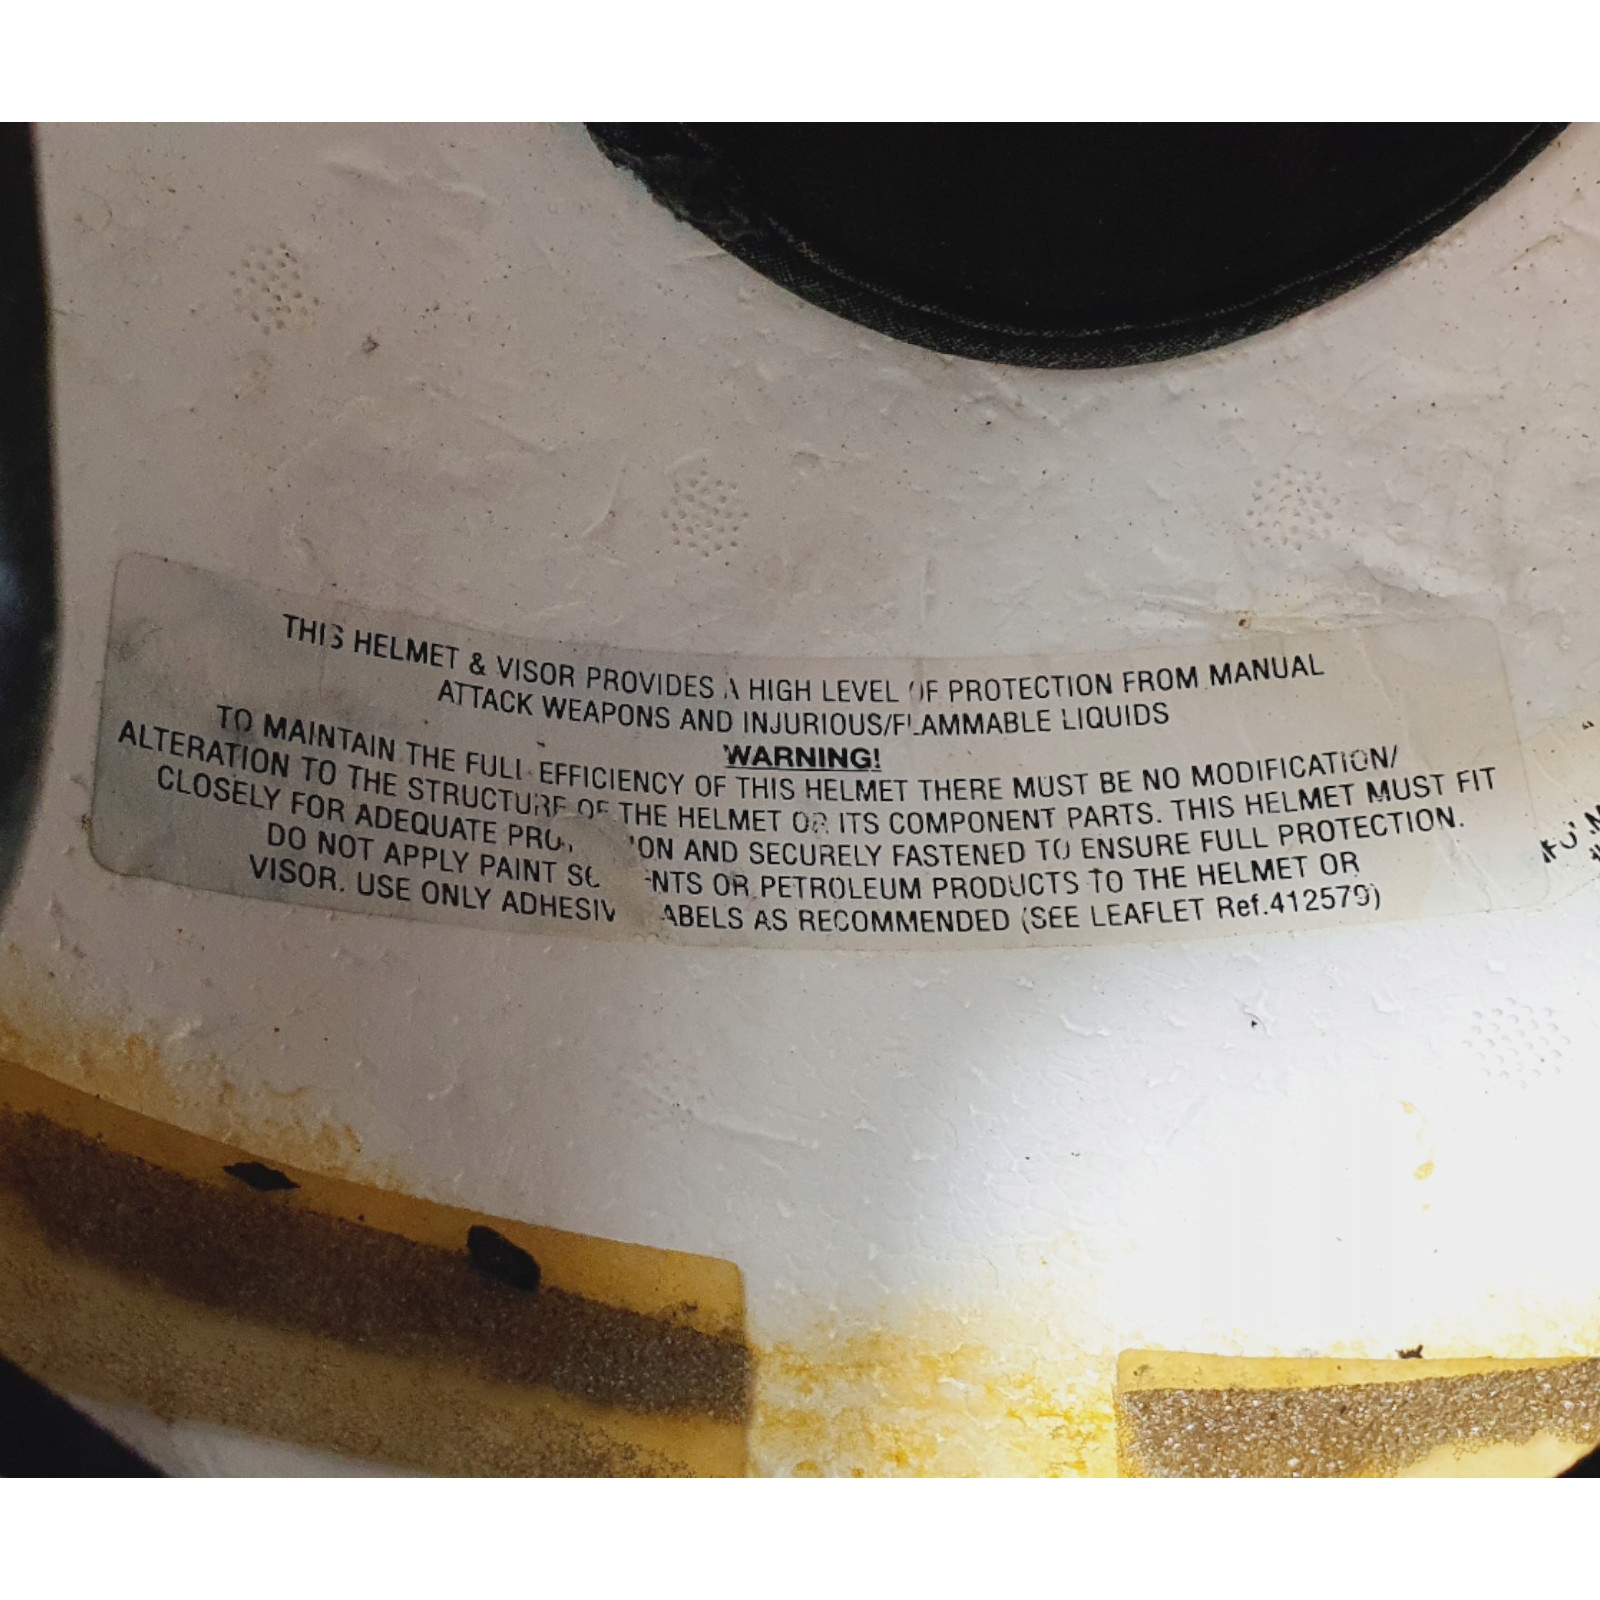 THIS HELMET & VISOR PROVIDES A HIGH LEVEL OF PROTECTION FROM MANUAL
ATTACK WEAPONS AND INJURIOUS/FLAMMABLE LIQUIDS
WARNING!
TO MAINTAIN THE FULL EFFICIENCY OF THIS HELMET THERE MUST BE NO MODIFICATION/
ALTERATION TO THE STRUCTURE OF THE HELMET OR ITS COMPONENT PARTS. THIS HELMET MUST FIT
CLOSELY FOR ADEQUATE AND SECURELY FASTENED TO ENSURE FULL PROTECTION.
DO NOT APPLY PAINT OR PETROLEUM PRODUCTS TO THE HELMET OR
VISOR. USE ONLY AS RECOMMENDED (SEE LEAFLET Ref.412579)